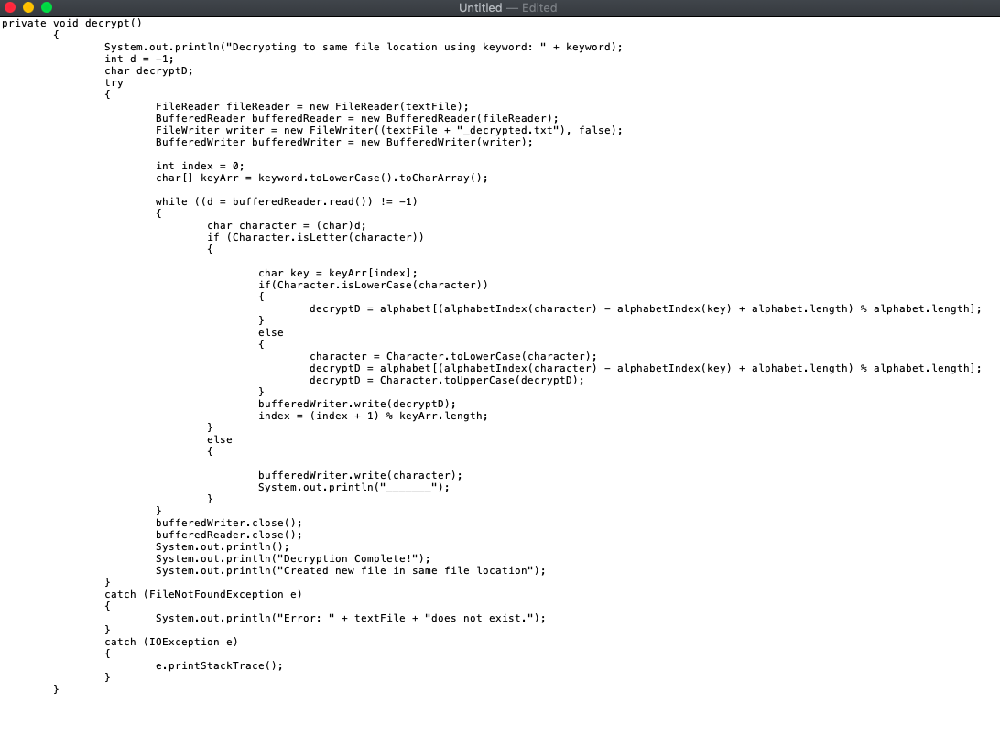 Untitled — Edited
private void decrypt()
{
System.out.println("Decrypting to same file location using keyword: " + keyword);
int d = -1;
char decryptD;
try
{
FileReader fileReader = new FileReader(textFile);
BufferedReader bufferedReader = new BufferedReader(fileReader);
FileWriter writer = new FileWriter((textFile + "_decrypted.txt"), false);
BufferedWriter bufferedWriter = new BufferedWriter(writer);
int index = 0;
char[] keyArr = keyword.toLowerCase().toCharArray();
while ((d = bufferedReader.read()) != -1)
{
char character = (char)d;
if (Character.isLetter(character))
{
char key = keyArr[index];
if(Character.isLowerCase(character))
{
decryptD = alphabet[(alphabetIndex(character) - alphabetIndex(key) + alphabet.length) % alphabet.length];
}
else
{
character = Character.toLowerCase(character);
decryptD = alphabet[(alphabetIndex(character) - alphabetIndex(key) + alphabet.length) % alphabet.length];
decryptD = Character.toUpperCase(decryptD);
}
bufferedWriter.write(decryptD);
index = (index + 1) % keyArr.length;
}
else
{
bufferedWriter.write(character);
System.out.println("_______");
}
}
bufferedWriter.close();
bufferedReader.close();
System.out.println();
System.out.println("Decryption Complete!");
System.out.println("Created new file in same file location");
}
catch (FileNotFoundException e)
{
System.out.println("Error: " + textFile + "does not exist.");
}
catch (IOException e)
{
e.printStackTrace();
}
}